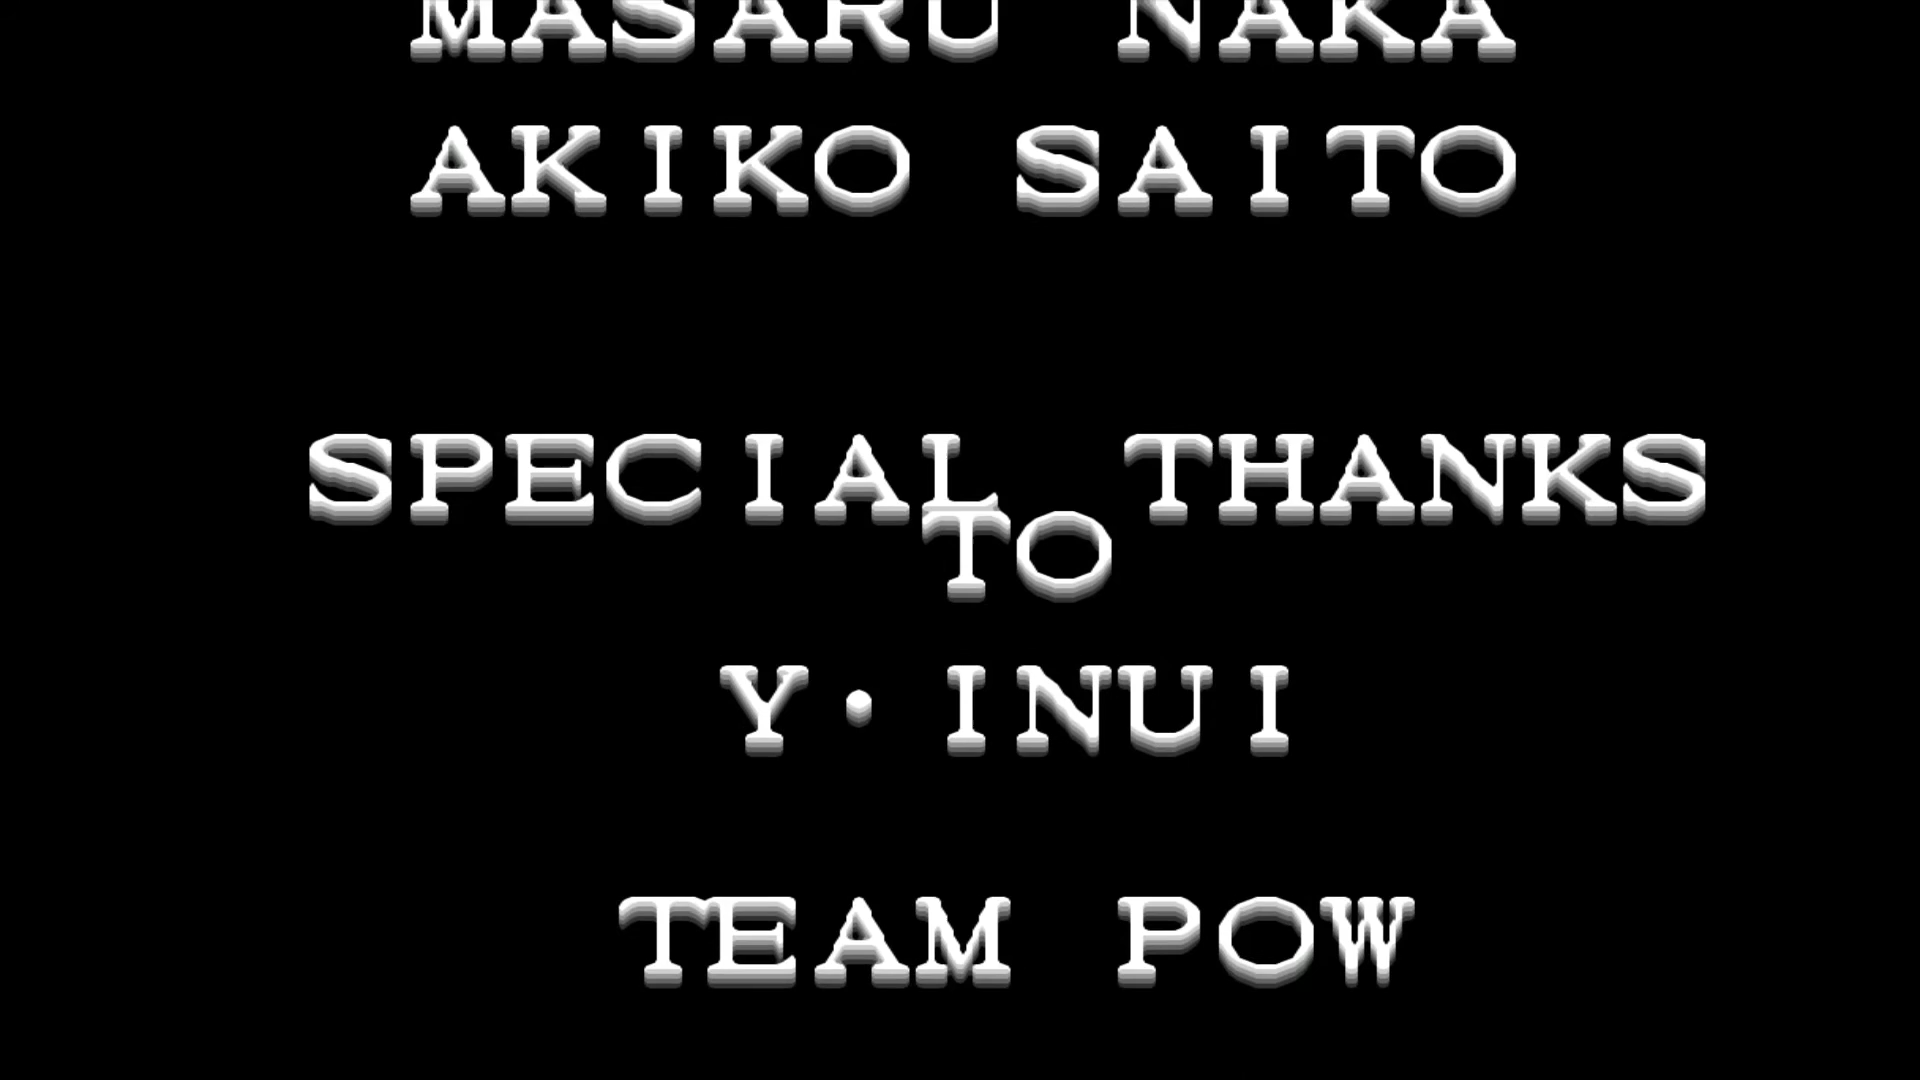 MASARU NAKA
AKIKO SAITO
SPECIAL THANKS
TO
Y·INUI
TEAM POW